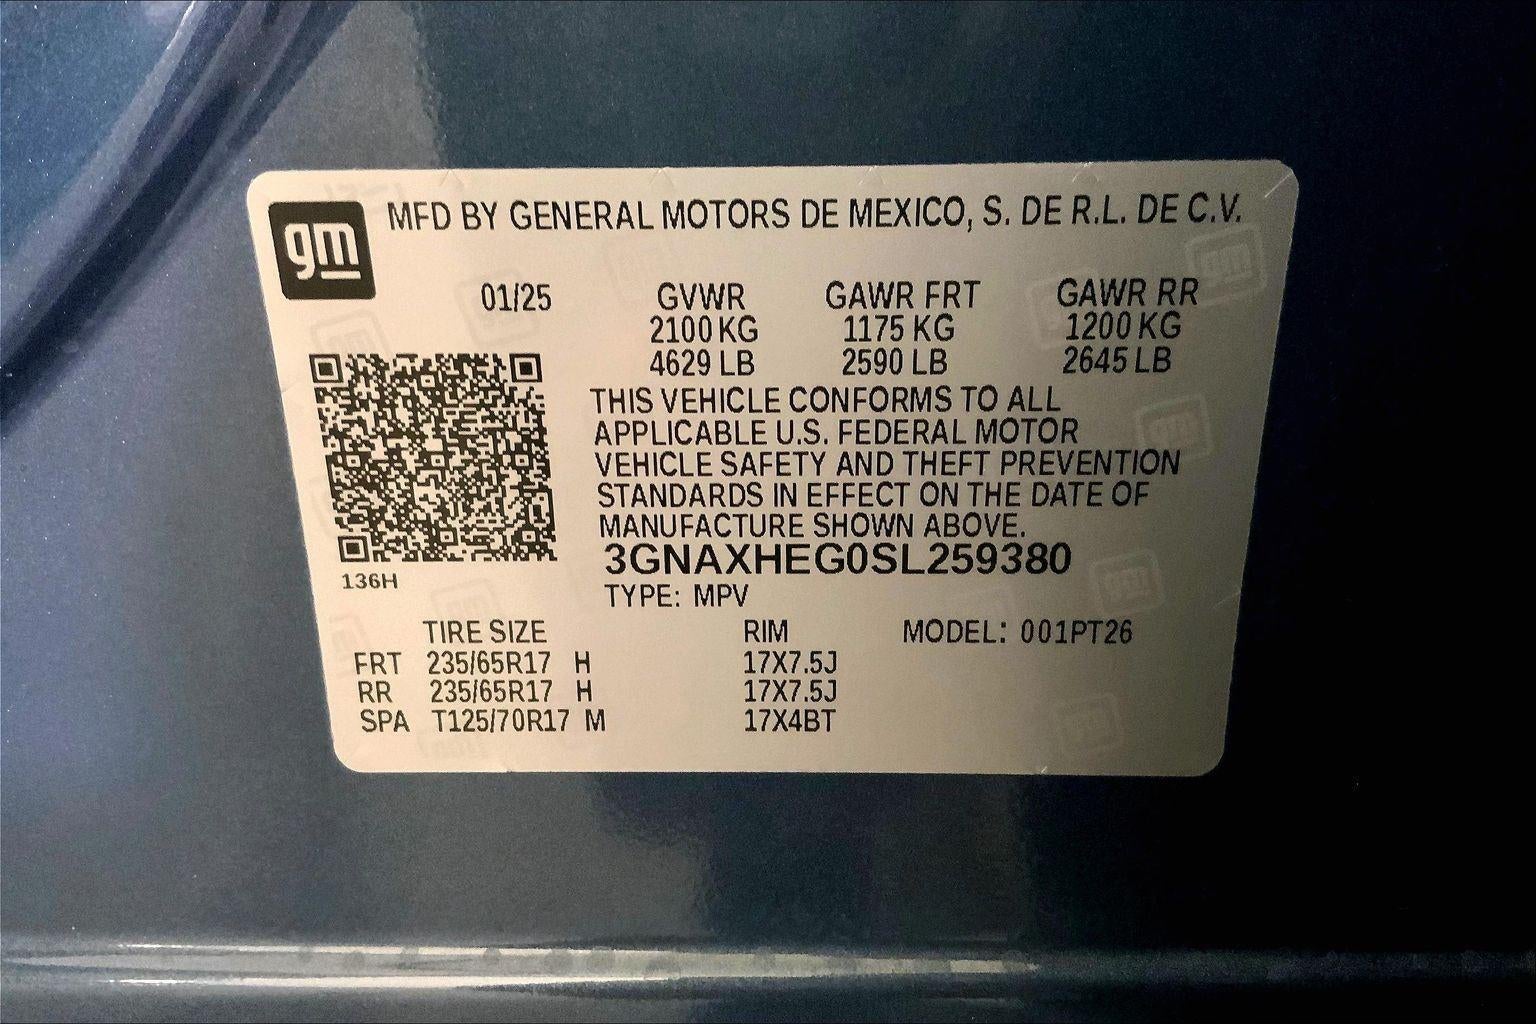 gm MFD BY GENERAL MOTORS DE MEXICO, S. DE R.L. DE C.V.
01/25 GVWR GAWR FRT GAWR RR
2100 KG 1175 KG 1200 KG
4629 LB 2590 LB 2645 LB
THIS VEHICLE CONFORMS TO ALL
APPLICABLE U.S. FEDERAL MOTOR
VEHICLE SAFETY AND THEFT PREVENTION
STANDARDS IN EFFECT ON THE DATE OF
MANUFACTURE SHOWN ABOVE.
3GNAXHEG0SL259380
136H
TYPE: MPV
TIRE SIZE RIM MODEL: 001PT26
FRT 235/65R17 H 17X7.5J
RR 235/65R17 H 17X7.5J
SPA T125/70R17 M 17X4BT